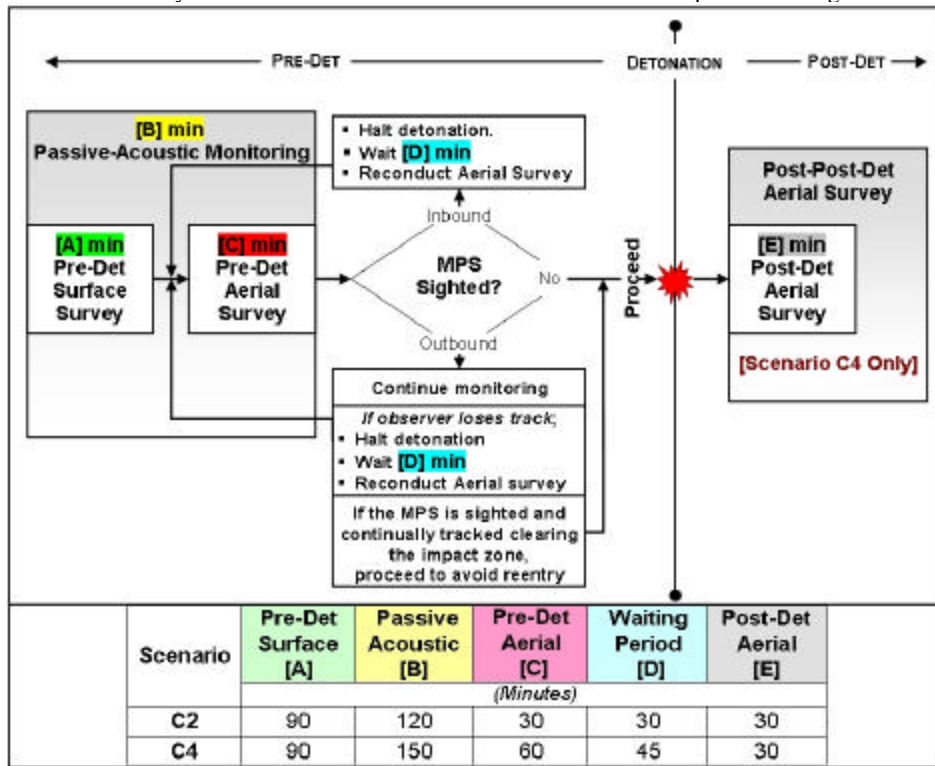 PRE-DET
DETONATION
POST-DET
[B] min
Passive-Acoustic Monitoring
[A] min
Pre-Det
Surface
Survey
[C] min
Pre-Det
Aerial
Survey
▪ Halt detonation.
▪ Wait [D] min
▪ Reconduct Aerial Survey
Inbound
MPS
Sighted?
No
Outbound
Continue monitoring
If observer loses track;
▪ Halt detonation
▪ Wait [D] min
▪ Reconduct Aerial survey
If the MPS is sighted and
continually tracked clearing
the impact zone,
proceed to avoid reentry
Proceed
Post-Post-Det
Aerial Survey
[E] min
Post-Det
Aerial
Survey
[Scenario C4 Only]
Scenario
Pre-Det
Surface
[A]
Passive
Acoustic
[B]
Pre-Det
Aerial
[C]
Waiting
Period
[D]
Post-Det
Aerial
[E]
(Minutes)
C2 90 120 30 30 30
C4 90 150 60 45 30